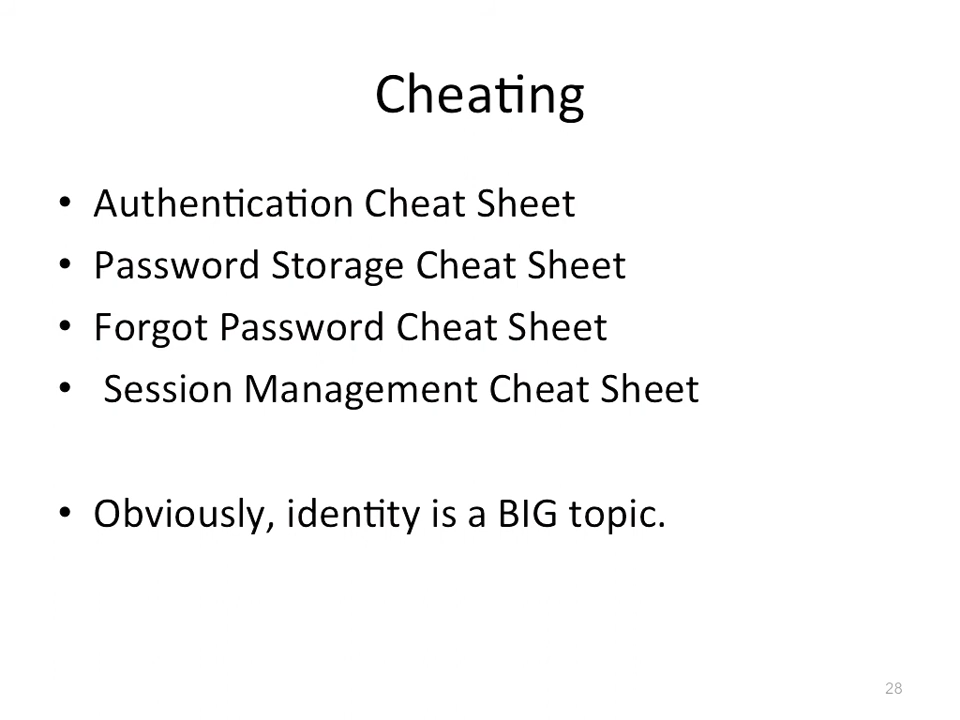 Cheating
• Authentication Cheat Sheet
• Password Storage Cheat Sheet
• Forgot Password Cheat Sheet
• Session Management Cheat Sheet
• Obviously, identity is a BIG topic.
28